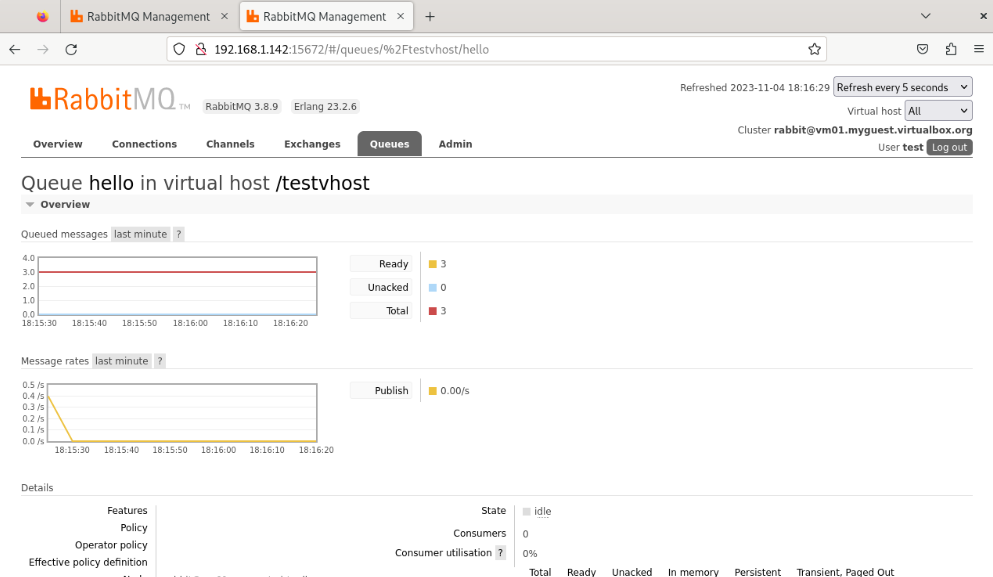 RabbitMQ Management ×
RabbitMQ Management ×
+
192.168.1.142:15672/#/queues/%2Ftestvhost/hello
RabbitMQ TM
RabbitMQ 3.8.9 Erlang 23.2.6
Refreshed 2023-11-04 18:16:29 Refresh every 5 seconds
Virtual host All
Cluster rabbit@vm01.myguest.virtualbox.org
User test Log out
Overview Connections Channels Exchanges Queues Admin
Queue hello in virtual host /testvhost
Overview
Queued messages last minute ?
4.0
3.0
2.0
1.0
0.0
18:15:30 18:15:40 18:15:50 18:16:00 18:16:10 18:16:20
Ready 3
Unacked 0
Total 3
Message rates last minute ?
0.5 /s
0.4 /s
0.3 /s
0.2 /s
0.1 /s
0.0 /s
18:15:30 18:15:40 18:15:50 18:16:00 18:16:10 18:16:20
Publish 0.00/s
Details
Features
Policy
Operator policy
Effective policy definition
State idle
Consumers 0
Consumer utilisation ? 0%
Total Ready Unacked In memory Persistent Transient, Paged Out